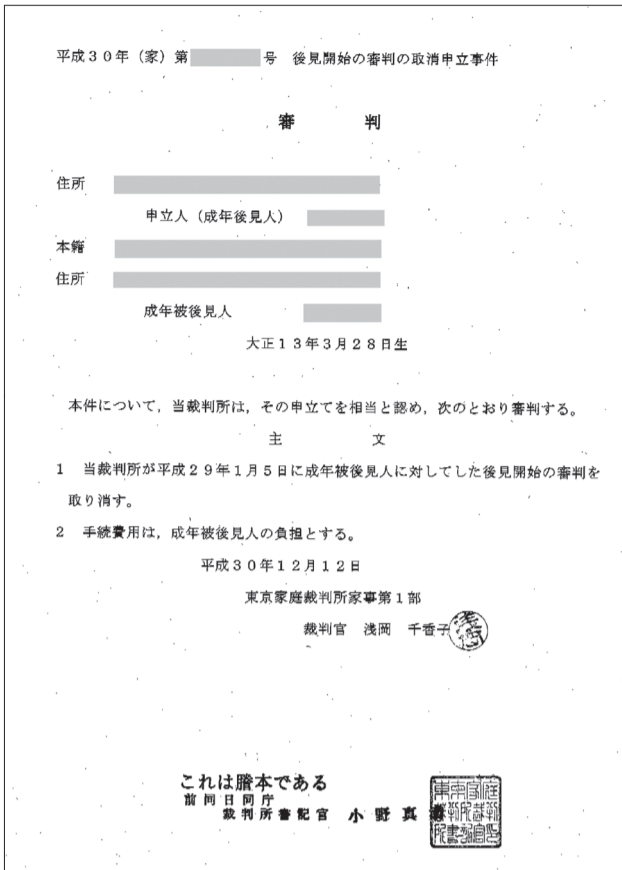 平成30年（家）第 号 後見開始の審判の取消申立事件
審 判
住所
申立人（成年後見人）
本籍
住所
成年被後見人
大正13年3月28日生
本件について，当裁判所は，その申立てを相当と認め，次のとおり審判する。
主 文
1 当裁判所が平成29年1月5日に成年被後見人に対してした後見開始の審判を
取り消す。
2 手続費用は，成年被後見人の負担とする。
平成30年12月12日
東京家庭裁判所家事第1部
裁判官 浅岡 千香子
これは謄本である
前同日同庁
裁判所書記官 小野真